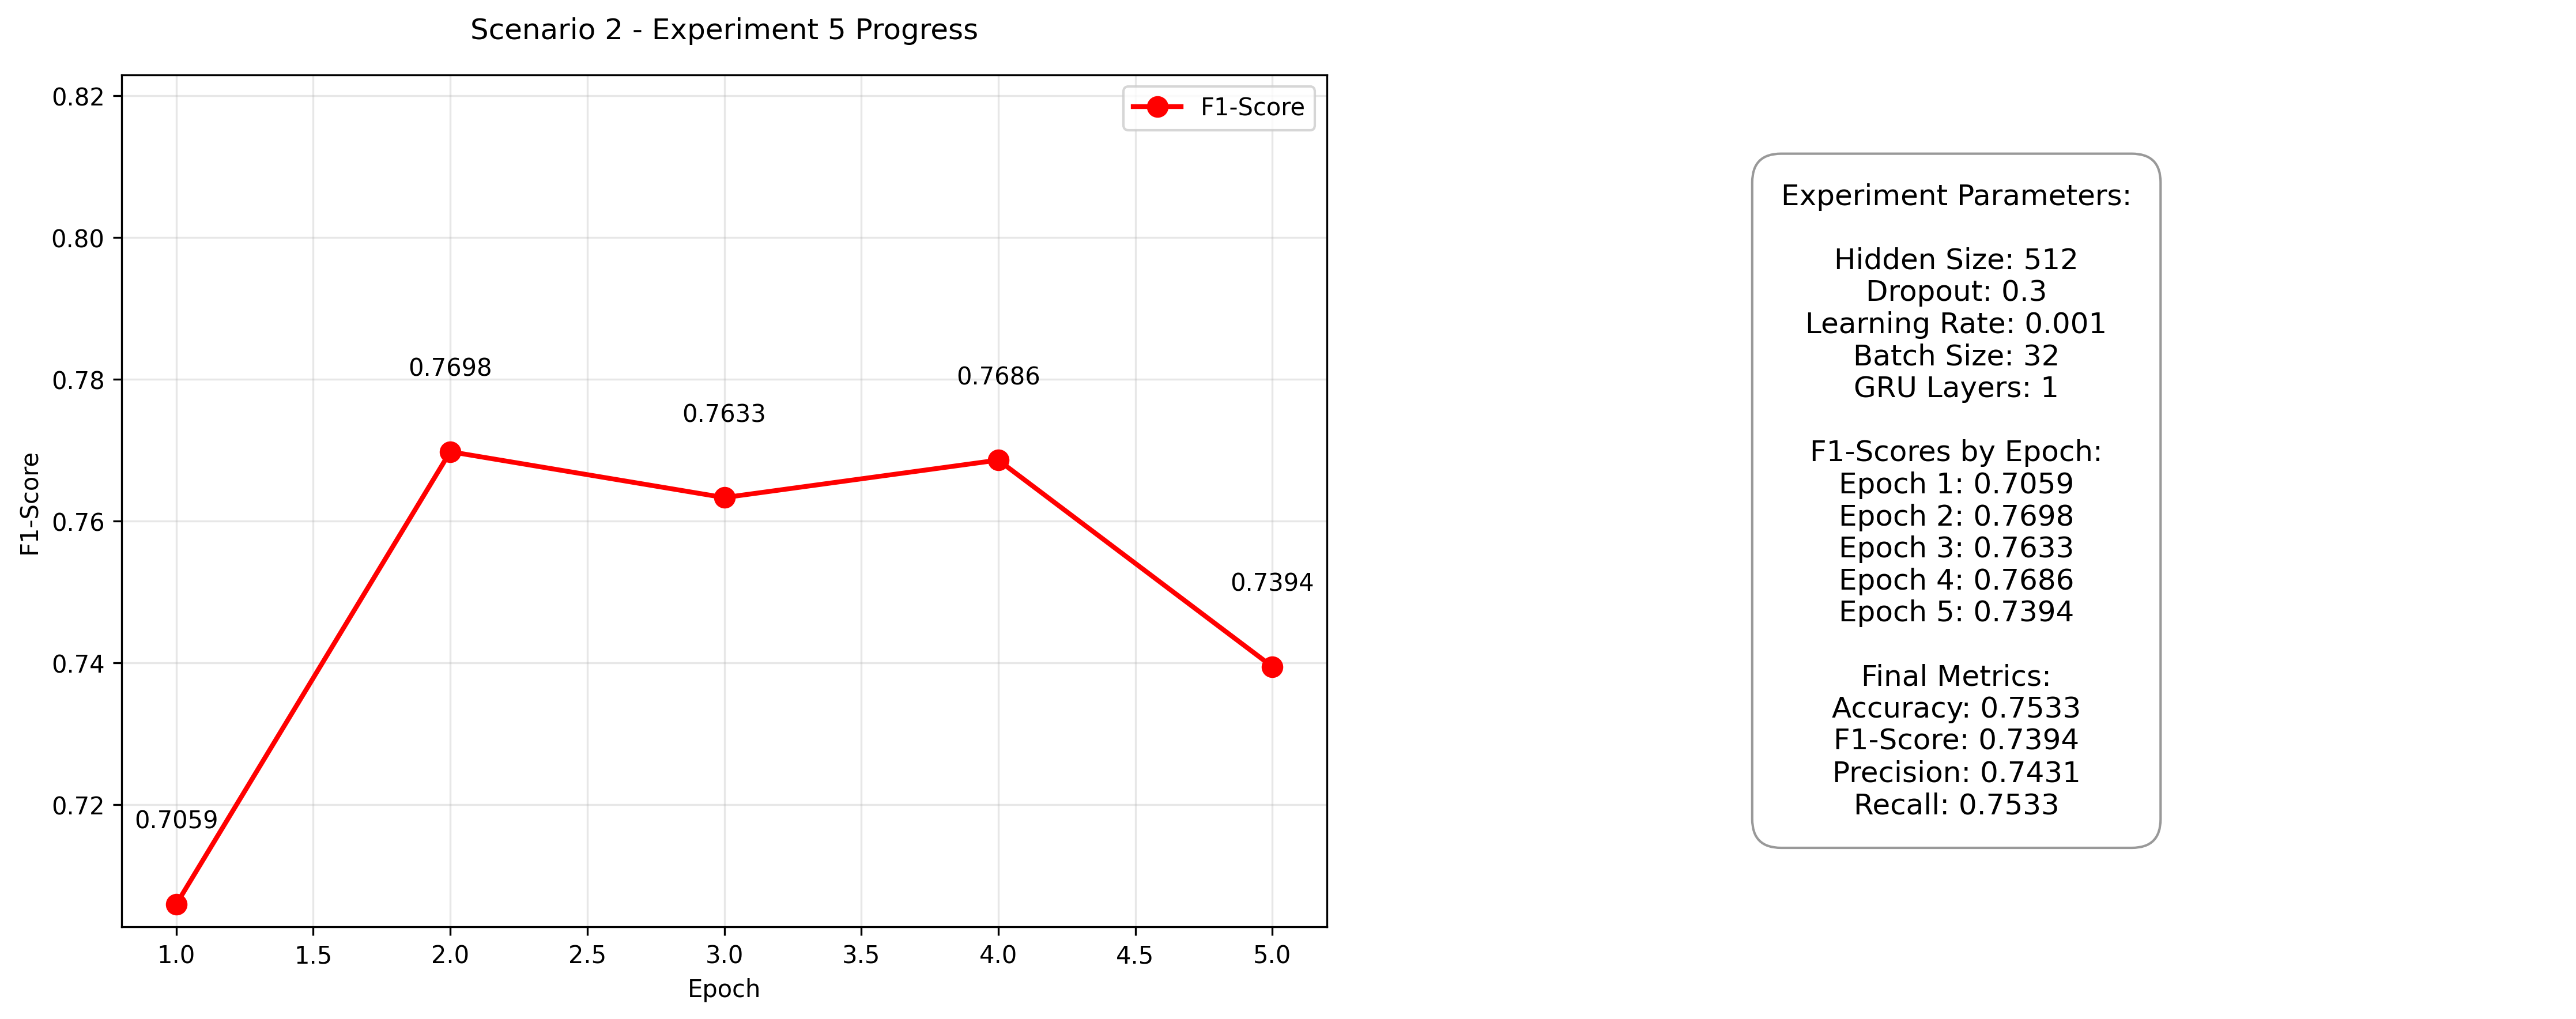 Scenario 2 - Experiment 5 Progress
F1-Score
0.82
0.80
0.78
0.76
0.74
0.72
F1-Score
0.7059
0.7698
0.7633
0.7686
0.7394
1.0
1.5
2.0
2.5
3.0
3.5
4.0
4.5
5.0
Epoch
Experiment Parameters:
Hidden Size: 512
Dropout: 0.3
Learning Rate: 0.001
Batch Size: 32
GRU Layers: 1
F1-Scores by Epoch:
Epoch 1: 0.7059
Epoch 2: 0.7698
Epoch 3: 0.7633
Epoch 4: 0.7686
Epoch 5: 0.7394
Final Metrics:
Accuracy: 0.7533
F1-Score: 0.7394
Precision: 0.7431
Recall: 0.7533